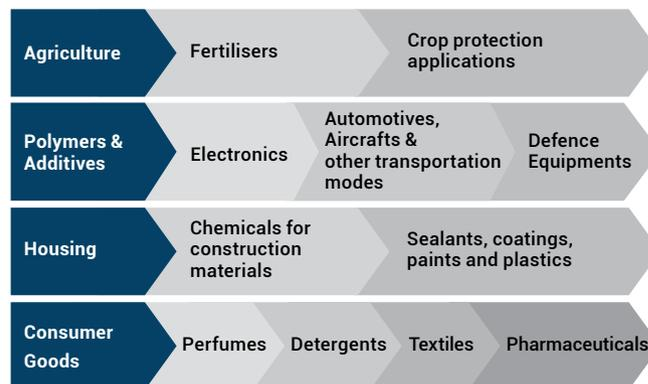 Agriculture
Fertilisers
Crop protection
applications
Polymers &
Additives
Electronics
Automotives,
Aircrafts &
other transportation
modes
Defence
Equipments
Housing
Chemicals for
construction
materials
Sealants, coatings,
paints and plastics
Consumer
Goods
Perfumes
Detergents
Textiles
Pharmaceuticals